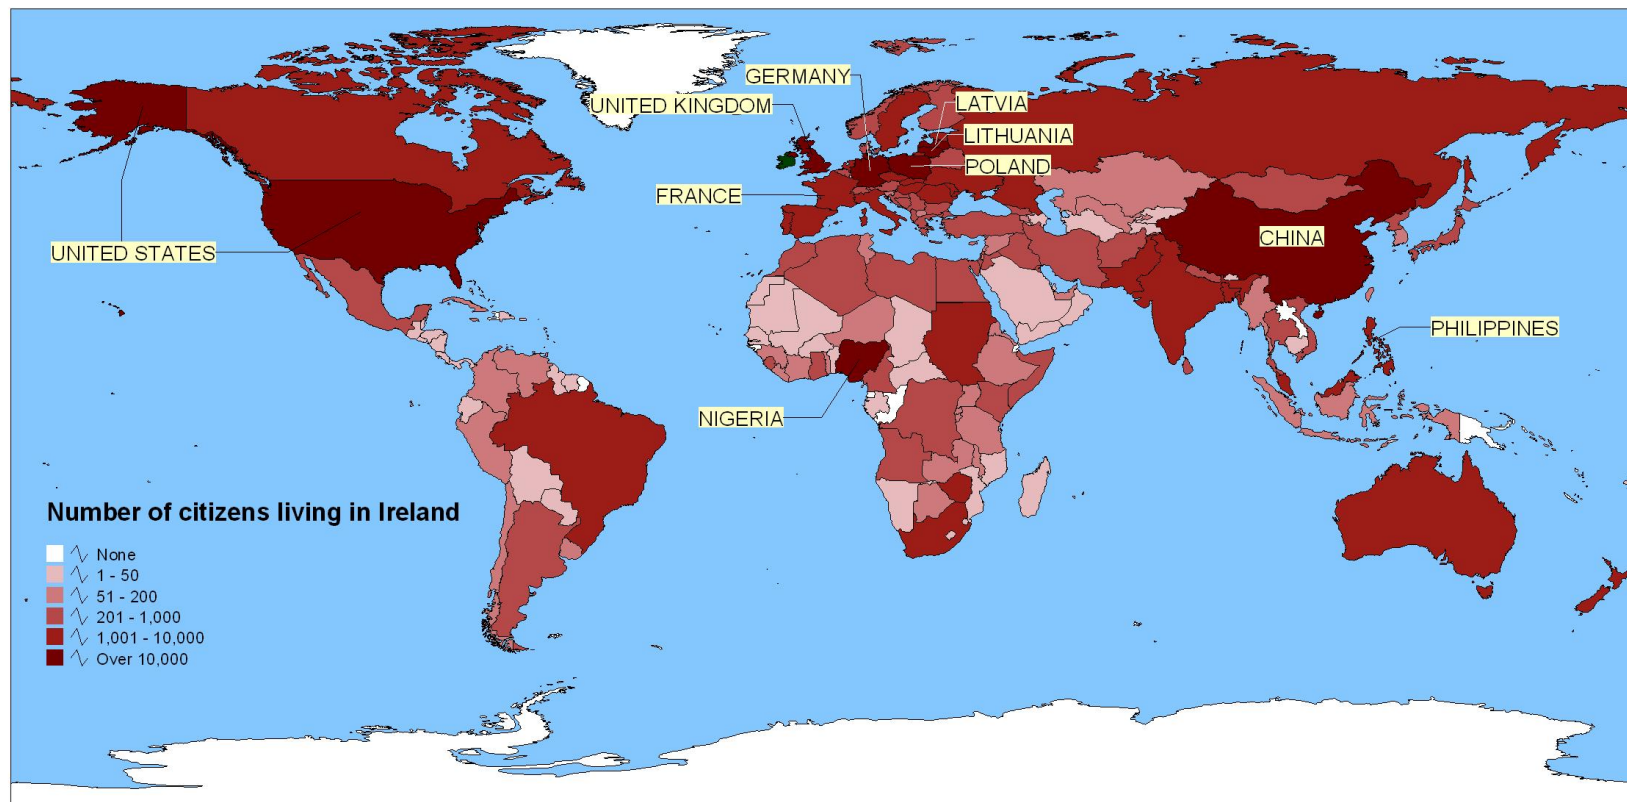 GERMANY
UNITED KINGDOM
LATVIA
LITHUANIA
POLAND
FRANCE
UNITED STATES
CHINA
PHILIPPINES
NIGERIA
Number of citizens living in Ireland
None
1 - 50
51 - 200
201 - 1,000
1,001 - 10,000
Over 10,000